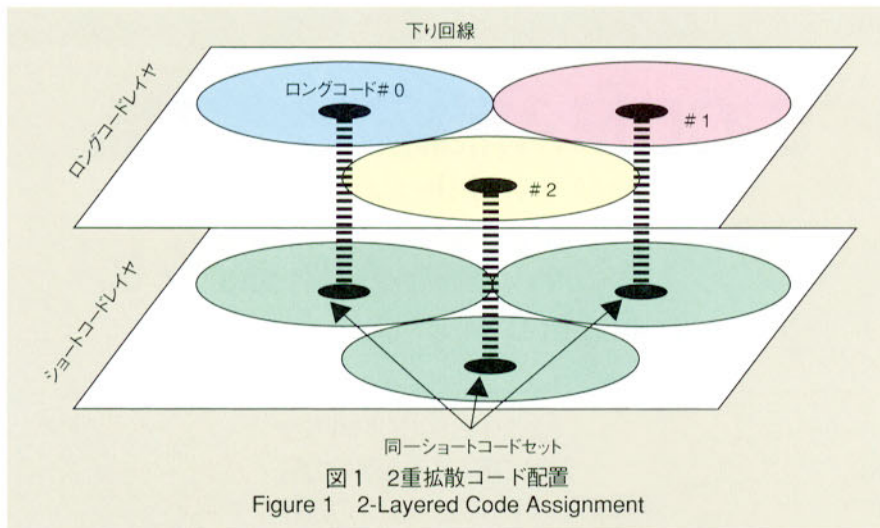 下り回線
ロングコードレイヤ
ロングコード#0
#1
#2
ショートコードレイヤ
同一ショートコードセット
図1 2重拡散コード配置
Figure 1 2-Layered Code Assignment